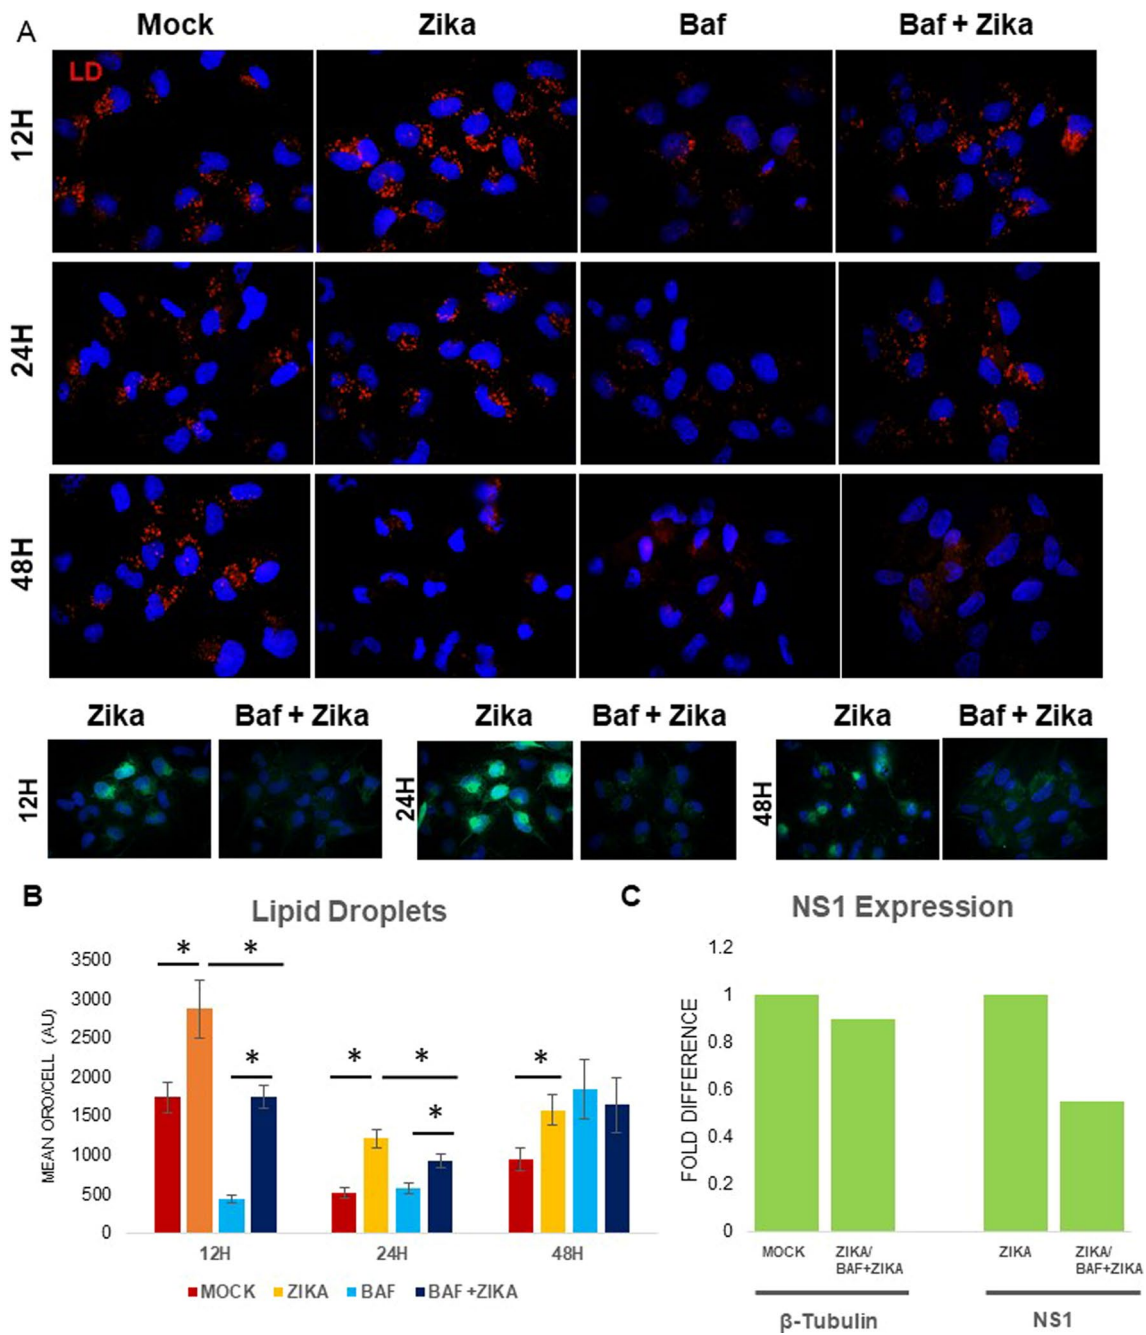 A
Mock Zika Baf Baf + Zika
LD
12H
24H
48H
Zika Baf + Zika Zika Baf + Zika Zika Baf + Zika
12H
24H
48H
B
Lipid Droplets
MEAN ORO/CELL (AU)
3500
3000
2500
2000
1500
1000
500
0
* *
*
* *
*
*
12H 24H 48H
MOCK ZIKA BAF BAF +ZIKA
C
NS1 Expression
FOLD DIFFERENCE
1.2
1
0.8
0.6
0.4
0.2
0
MOCK ZIKA/ ZIKA ZIKA/
BAF+ZIKA BAF+ZIKA
β-Tubulin NS1